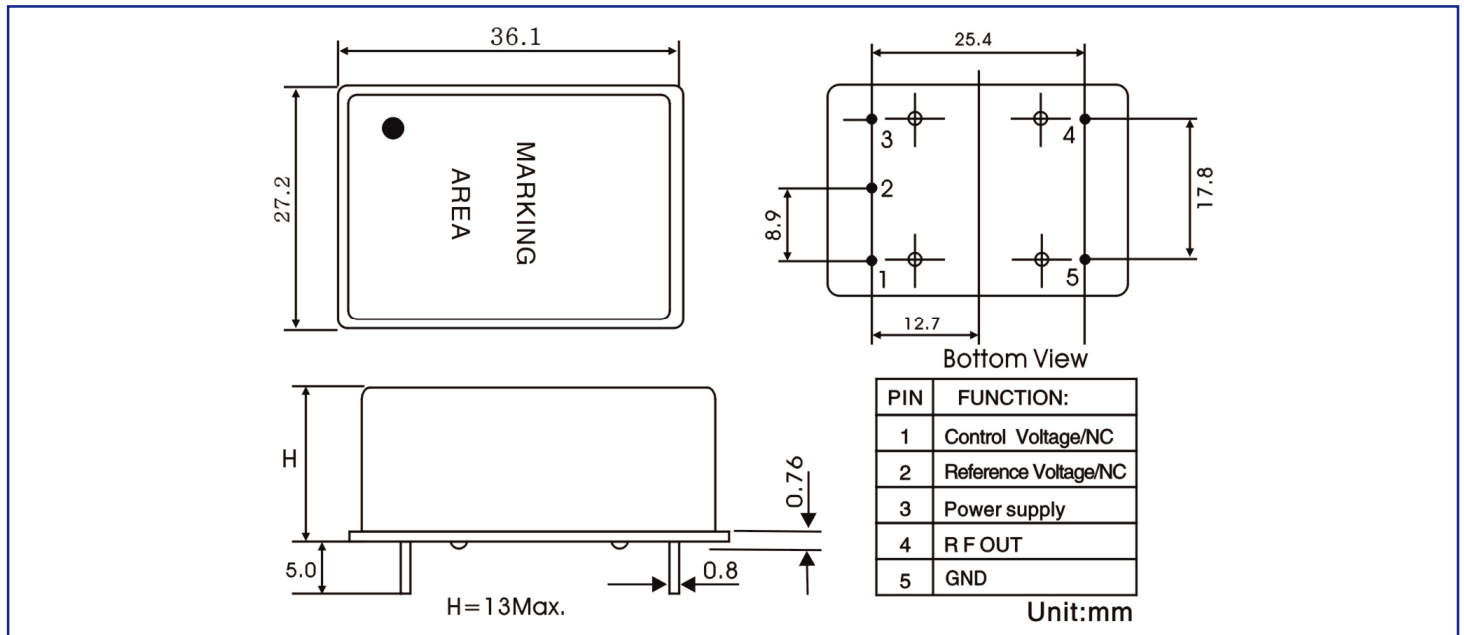 36.1
27.2
MARKING
AREA
25.4
3
4
2
1
5
8.9
17.8
12.7
Bottom View
H
5.0
0.76
0.8
H=13Max.
PIN FUNCTION:
1 Control Voltage/NC
2 Reference Voltage/NC
3 Power supply
4 R F OUT
5 GND
Unit:mm